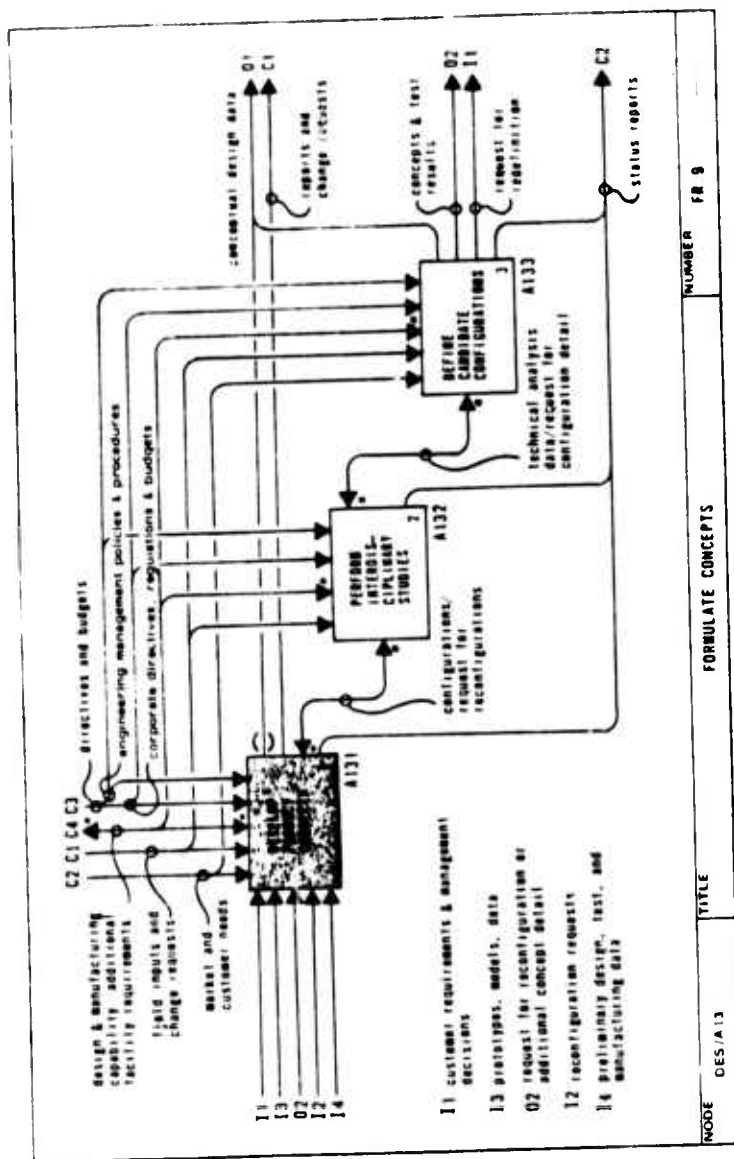 C2 C1 C4 C3
directives and budgets
engineering management policies & procedures
corporate directives, regulations & budgets
design & manufacturing
capability additional
facility requirements
field inputs and
change requests
market and
customer needs
I1
I3
O2
I2
I4
A131
configurations/
request for
reconfigurations
PERFORM
INTERDIS-
CIPLINARY
STUDIES
2
A132
technical analysis
data/request for
configuration detail
DEFINE
CANDIDATE
CONFIGURATIONS
3
A133
conceptual design data
O1
C1
reports and
change requests
concepts & test
results
O2
I1
request for
redefinition
C2
status reports
I1 customer requirements & management
decisions
I3 prototypes, models, data
O2 request for reconfiguration or
additional concept detail
I2 reconfiguration requests
I4 preliminary design, test, and
manufacturing data
NODE
DES/A13
TITLE
FORMULATE CONCEPTS
NUMBER
FR 9